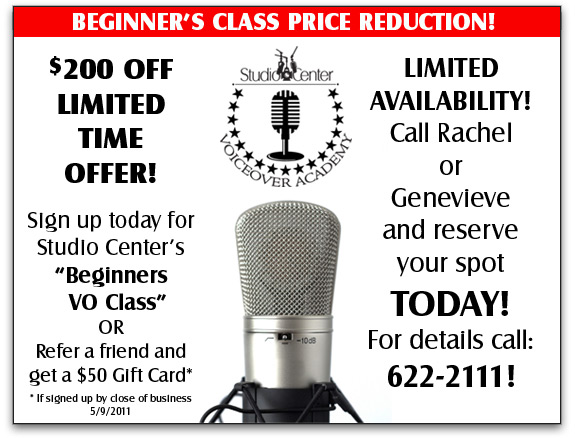 BEGINNER'S CLASS PRICE REDUCTION!
$200 OFF
LIMITED
TIME
OFFER!
Sign up today for
Studio Center's
"Beginners
VO Class"
OR
Refer a friend and
get a $50 Gift Card*
* If signed up by close of business
5/9/2011
Studio Center
VOICEOVER ACADEMY
-10dB
LIMITED
AVAILABILITY!
Call Rachel
or
Genevieve
and reserve
your spot
TODAY!
For details call:
622-2111!